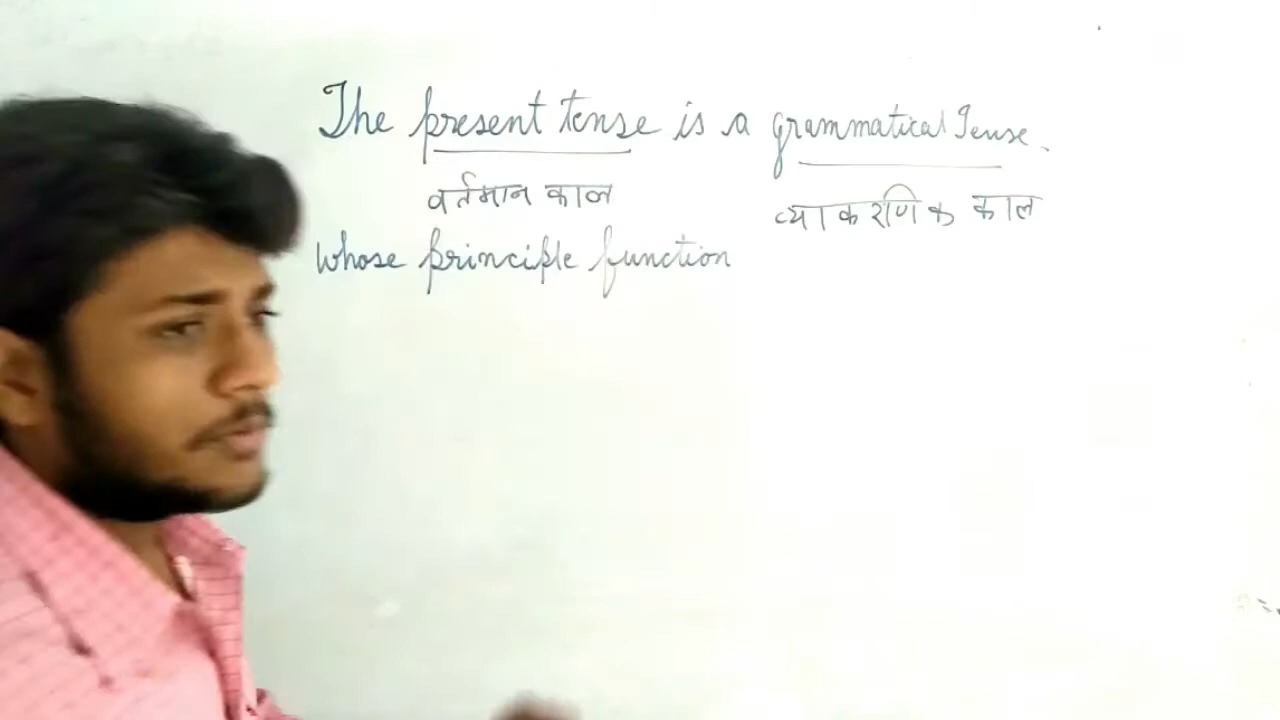 The present tense is a grammatical Tense.
वर्तमान काल व्याकरणिक काल
whose principle function